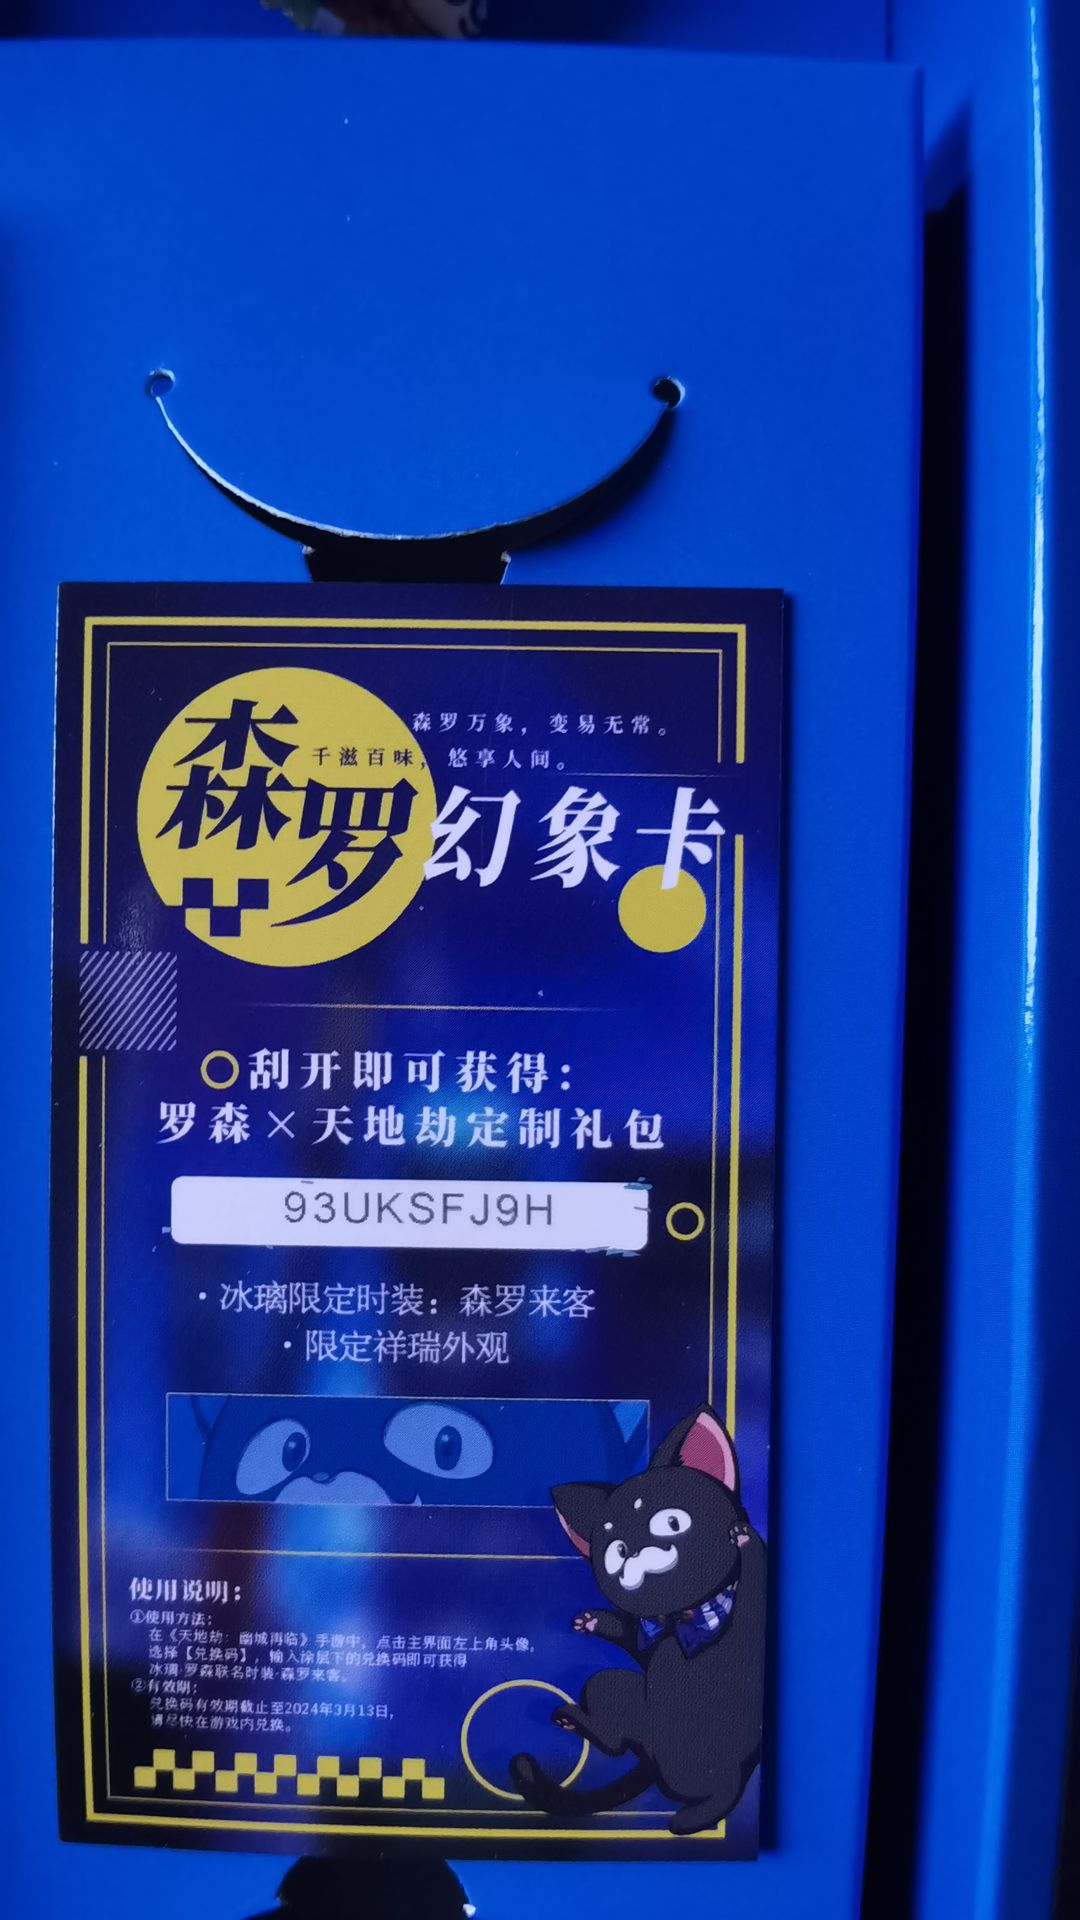 森罗万象，变易无常。
千滋百味，悠享人间。
森罗幻象卡
刮开即可获得：
罗森×天地劫定制礼包
93UKSFJ9H
·冰璃限定时装：森罗来客
·限定祥瑞外观
使用说明：
①使用方法：
在《天地劫：幽城再临》手游中，点击主界面左上角头像，
选择【兑换码】，输入涂层下的兑换码即可获得
冰璃·罗森联名时装·森罗来客。
②有效期：
兑换码有效期截止至2024年3月13日，
请尽快在游戏内兑换。